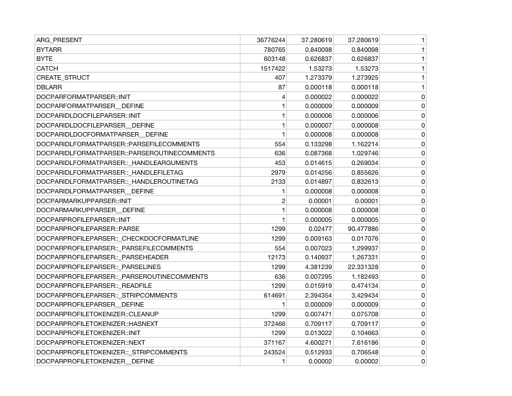 ARG_PRESENT 36776244 37.280619 37.280619 1
BYTARR 780765 0.840098 0.840098 1
BYTE 603148 0.626837 0.626837 1
CATCH 1517422 1.53273 1.53273 1
CREATE_STRUCT 407 1.273379 1.273925 1
DBLARR 87 0.000118 0.000118 1
DOCPARFORMATPARSER::INIT 4 0.000022 0.000022 0
DOCPARFORMATPARSER__DEFINE 1 0.000009 0.000009 0
DOCPARIDLDOCFILEPARSER::INIT 1 0.000006 0.000006 0
DOCPARIDLDOCFILEPARSER__DEFINE 1 0.000007 0.000008 0
DOCPARIDLDOCFORMATPARSER__DEFINE 1 0.000008 0.000008 0
DOCPARIDLFORMATPARSER::PARSEFILECOMMENTS 554 0.133298 1.162214 0
DOCPARIDLFORMATPARSER::PARSEROUTINECOMMENTS 636 0.087368 1.029746 0
DOCPARIDLFORMATPARSER::_HANDLEARGUMENTS 453 0.014615 0.269034 0
DOCPARIDLFORMATPARSER::_HANDLEFILETAG 2979 0.014256 0.855626 0
DOCPARIDLFORMATPARSER::_HANDLEROUTINETAG 2133 0.014897 0.832613 0
DOCPARIDLFORMATPARSER__DEFINE 1 0.000008 0.000008 0
DOCPARMARKUPPARSER::INIT 2 0.00001 0.00001 0
DOCPARMARKUPPARSER__DEFINE 1 0.000008 0.000008 0
DOCPARPROFILEPARSER::INIT 1 0.000005 0.000005 0
DOCPARPROFILEPARSER::PARSE 1299 0.02477 90.477886 0
DOCPARPROFILEPARSER::_CHECKDOCFORMATLINE 1299 0.009163 0.017076 0
DOCPARPROFILEPARSER::_PARSEFILECOMMENTS 554 0.007023 1.299937 0
DOCPARPROFILEPARSER::_PARSEHEADER 12173 0.140937 1.267331 0
DOCPARPROFILEPARSER::_PARSELINES 1299 4.381239 22.331328 0
DOCPARPROFILEPARSER::_PARSEROUTINECOMMENTS 636 0.007295 1.182493 0
DOCPARPROFILEPARSER::_READFILE 1299 0.015919 0.474134 0
DOCPARPROFILEPARSER::_STRIPCOMMENTS 614691 2.394354 3.429434 0
DOCPARPROFILEPARSER__DEFINE 1 0.000009 0.000009 0
DOCPARPROFILETOKENIZER::CLEANUP 1299 0.007471 0.075708 0
DOCPARPROFILETOKENIZER::HASNEXT 372466 0.709117 0.709117 0
DOCPARPROFILETOKENIZER::INIT 1299 0.013022 0.104663 0
DOCPARPROFILETOKENIZER::NEXT 371167 4.600271 7.616186 0
DOCPARPROFILETOKENIZER::_STRIPCOMMENTS 243524 0.512933 0.706548 0
DOCPARPROFILETOKENIZER__DEFINE 1 0.00002 0.00002 0